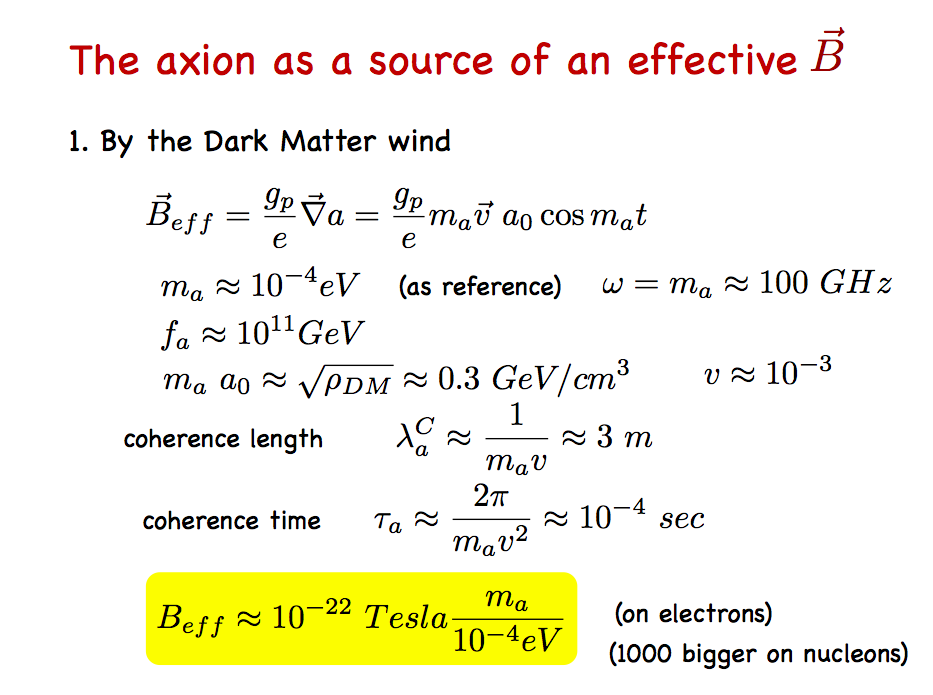 The axion as a source of an effective $\vec{B}$
1. By the Dark Matter wind
$\vec{B}_{eff} = \frac{g_p}{e} \vec{\nabla} a = \frac{g_p}{e} m_a \vec{v} \ a_0 \cos m_a t$
$m_a \approx 10^{-4} eV$ (as reference) $\omega = m_a \approx 100 \ GHz$
$f_a \approx 10^{11} GeV$
$m_a \ a_0 \approx \sqrt{\rho_{DM}} \approx 0.3 \ GeV/cm^3$ $v \approx 10^{-3}$
coherence length $\lambda_a^C \approx \frac{1}{m_a v} \approx 3 \ m$
coherence time $\tau_a \approx \frac{2\pi}{m_a v^2} \approx 10^{-4} \ sec$
$B_{eff} \approx 10^{-22} \ Tesla \frac{m_a}{10^{-4} eV}$ (on electrons)
(1000 bigger on nucleons)